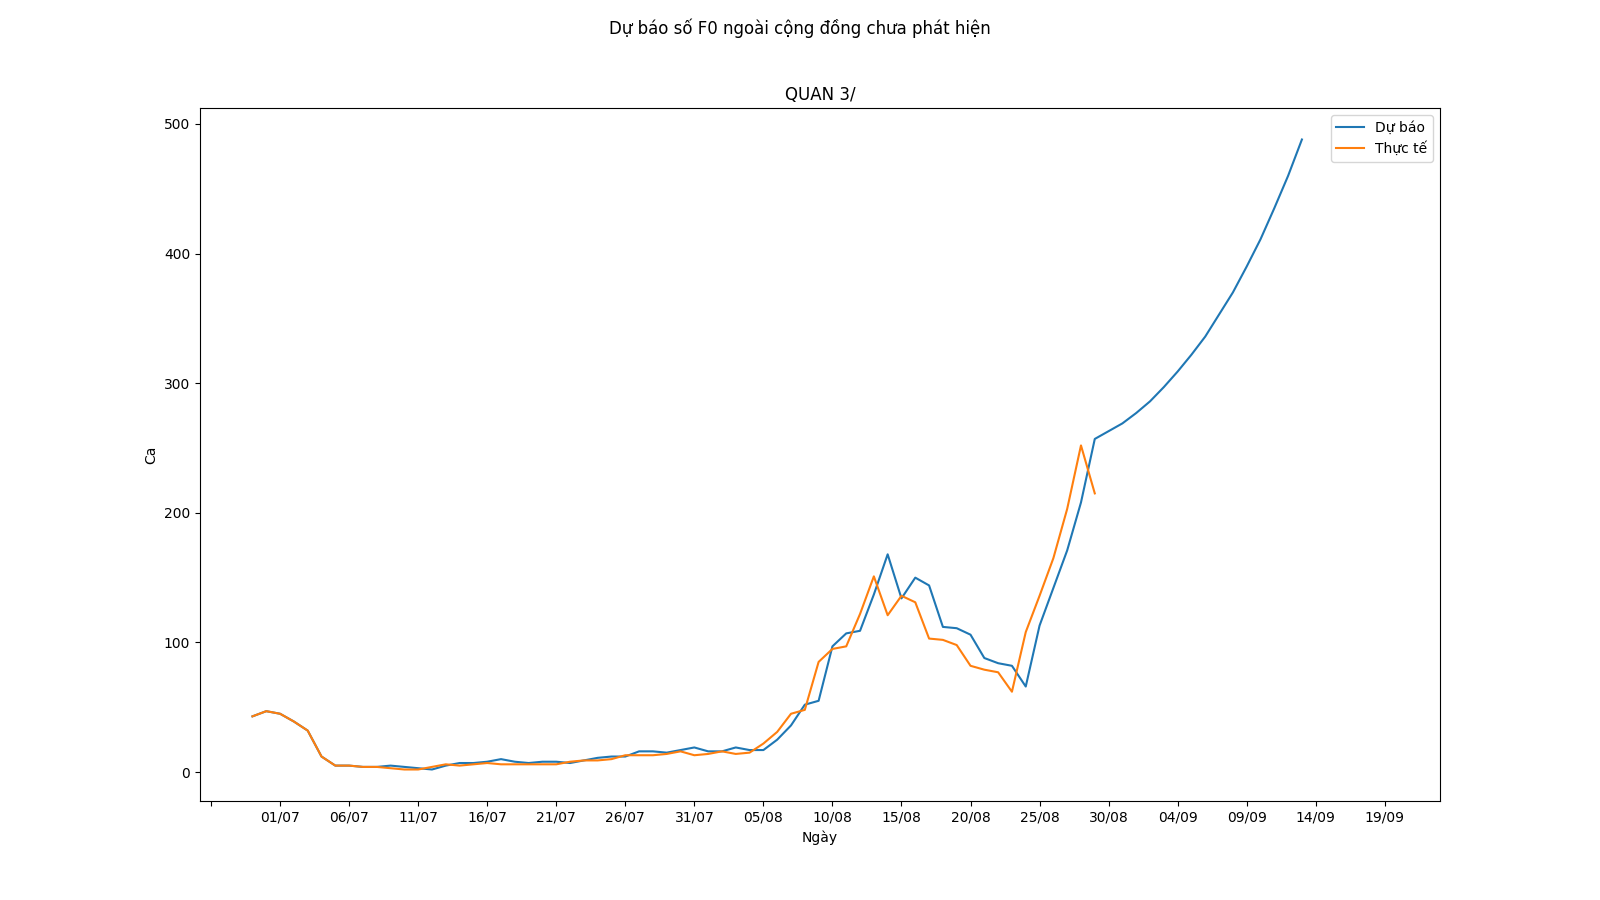 Dự báo số F0 ngoài cộng đồng chưa phát hiện
QUAN 3/
Dự báo
Thực tế
500
400
300
200
100
0
Ca
01/07 06/07 11/07 16/07 21/07 26/07 31/07 05/08 10/08 15/08 20/08 25/08 30/08 04/09 09/09 14/09 19/09
Ngày